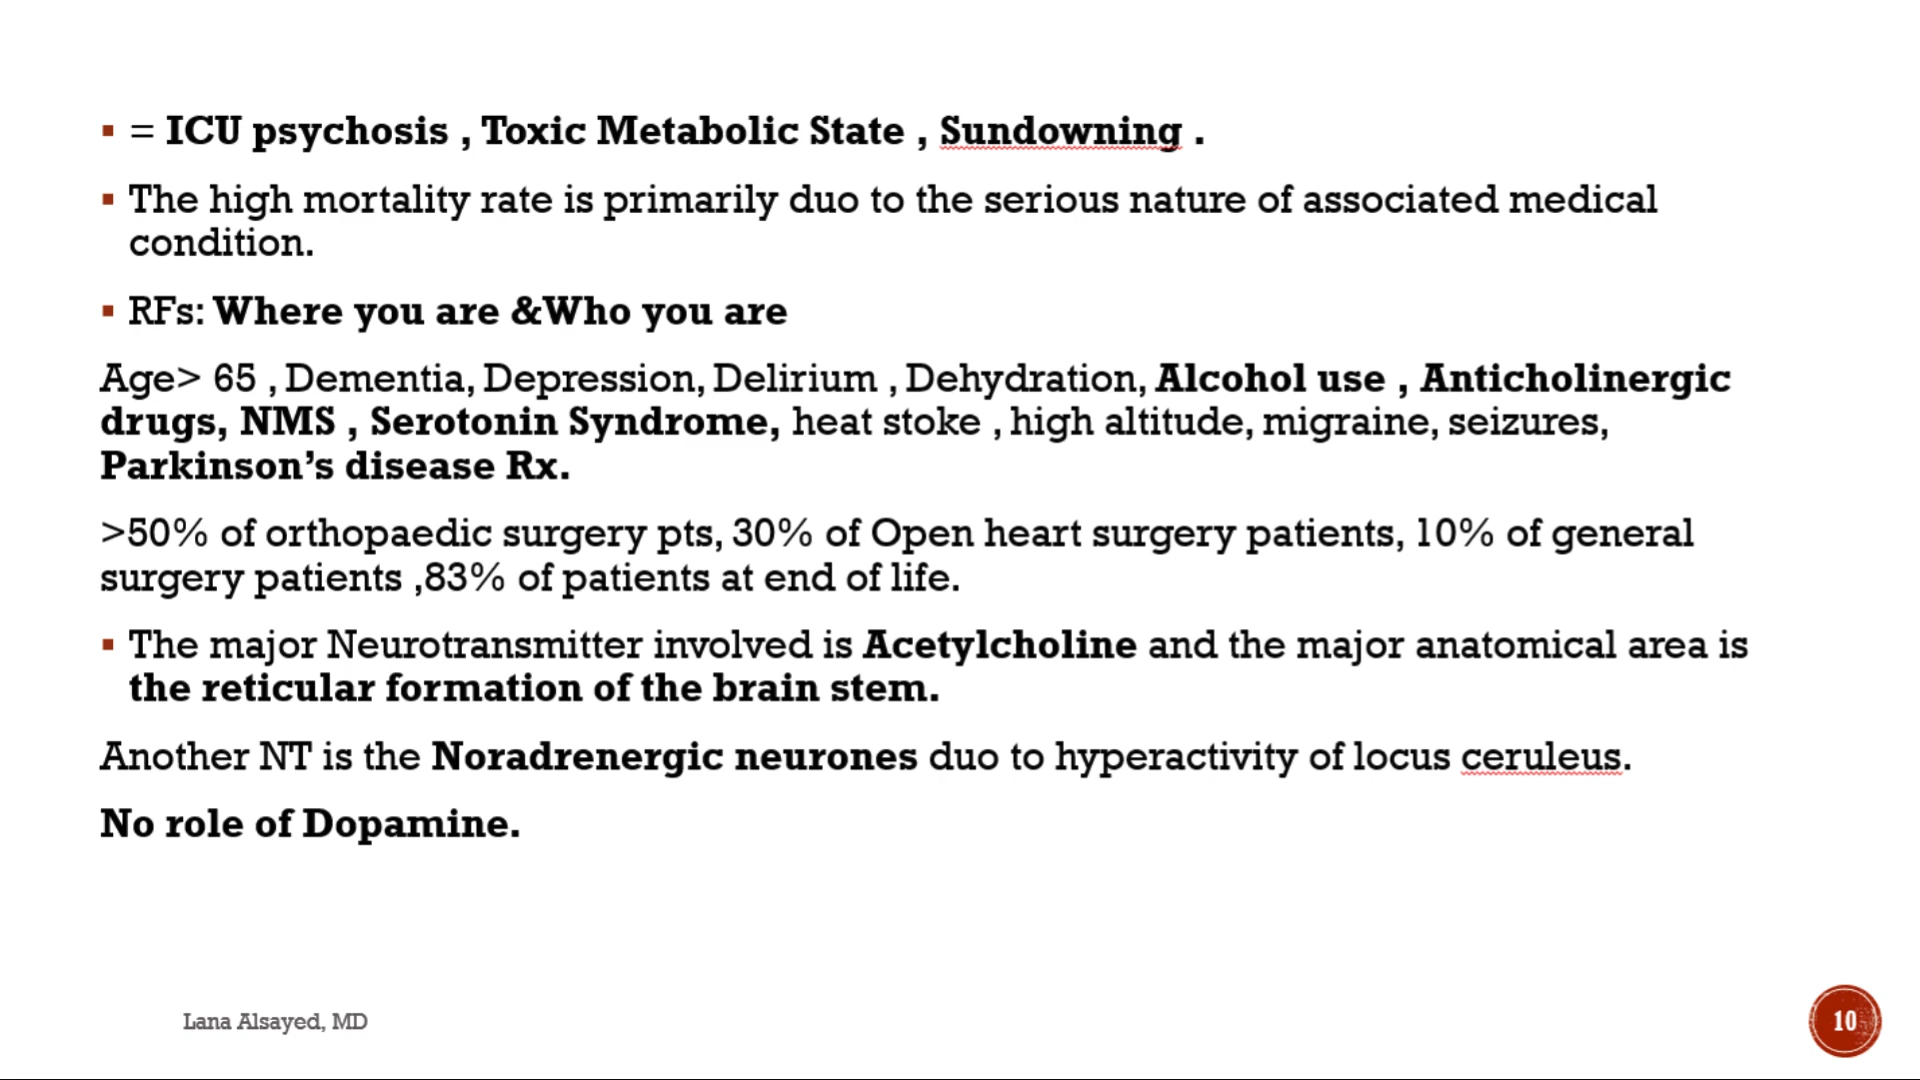 ▪ = ICU psychosis , Toxic Metabolic State , Sundowning .
▪ The high mortality rate is primarily duo to the serious nature of associated medical
condition.
▪ RFs: Where you are &Who you are
Age> 65 , Dementia, Depression, Delirium , Dehydration, Alcohol use , Anticholinergic
drugs, NMS , Serotonin Syndrome, heat stoke , high altitude, migraine, seizures,
Parkinson’s disease Rx.
>50% of orthopaedic surgery pts, 30% of Open heart surgery patients, 10% of general
surgery patients ,83% of patients at end of life.
▪ The major Neurotransmitter involved is Acetylcholine and the major anatomical area is
the reticular formation of the brain stem.
Another NT is the Noradrenergic neurones duo to hyperactivity of locus ceruleus.
No role of Dopamine.
Lana Alsayed, MD
10